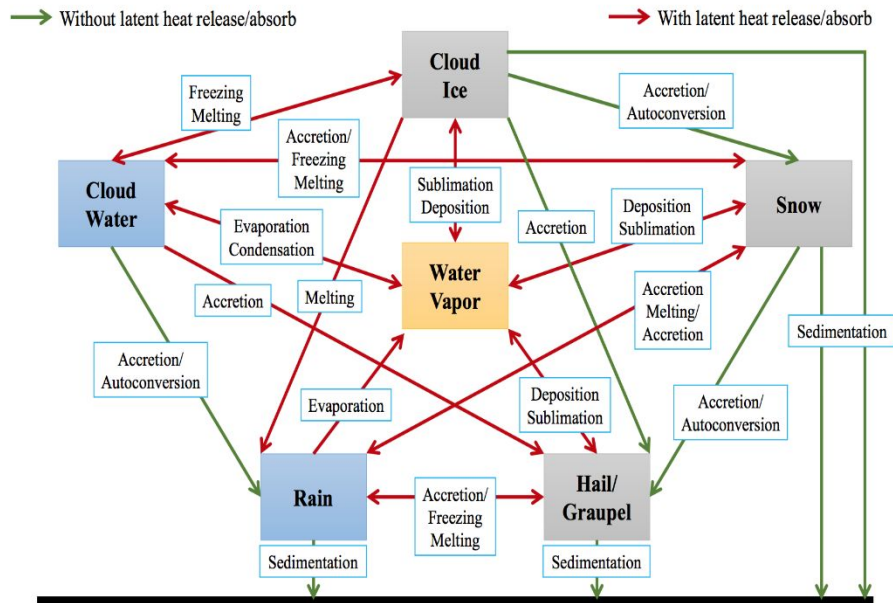 Without latent heat release/absorb
With latent heat release/absorb
Cloud
Ice
Freezing
Melting
Accretion/
Autoconversion
Accretion/
Freezing
Melting
Cloud
Water
Sublimation
Deposition
Snow
Evaporation
Condensation
Accretion
Deposition
Sublimation
Water
Vapor
Accretion
Melting
Accretion
Melting/
Accretion
Sedimentation
Accretion/
Autoconversion
Evaporation
Deposition
Sublimation
Accretion/
Autoconversion
Rain
Accretion/
Freezing
Melting
Hail/
Graupel
Sedimentation
Sedimentation